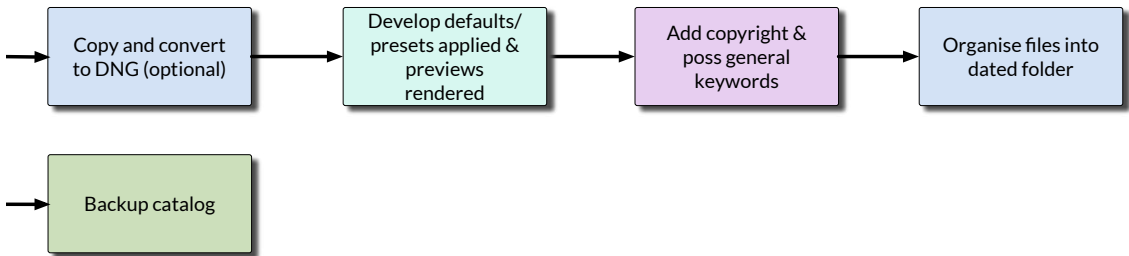 Copy and convert
to DNG (optional)
Develop defaults/
presets applied &
previews
rendered
Add copyright &
poss general
keywords
Organise files into
dated folder
Backup catalog